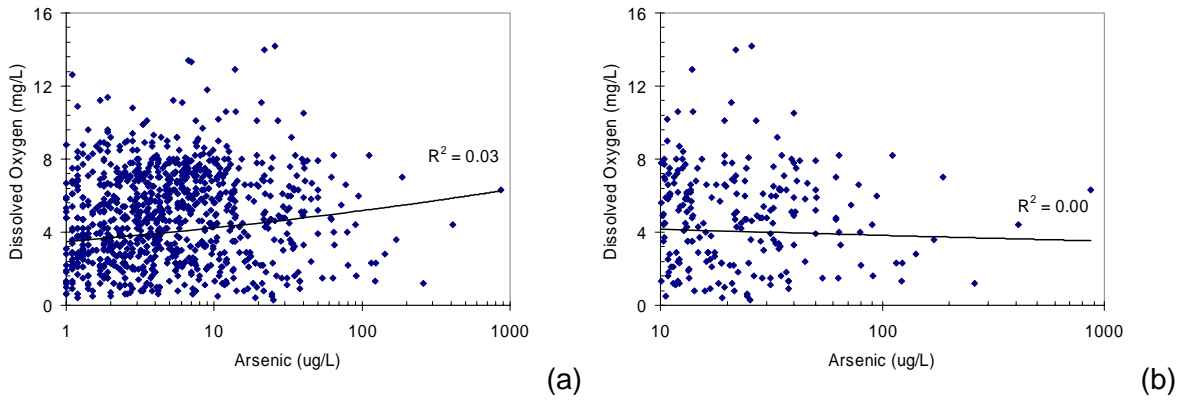 16
12
8
4
0
Dissolved Oxygen (mg/L)
R² = 0.03
1 10 100 1000
Arsenic (ug/L)
(a)
16
12
8
4
0
Dissolved Oxygen (mg/L)
R² = 0.00
10 100 1000
Arsenic (ug/L)
(b)